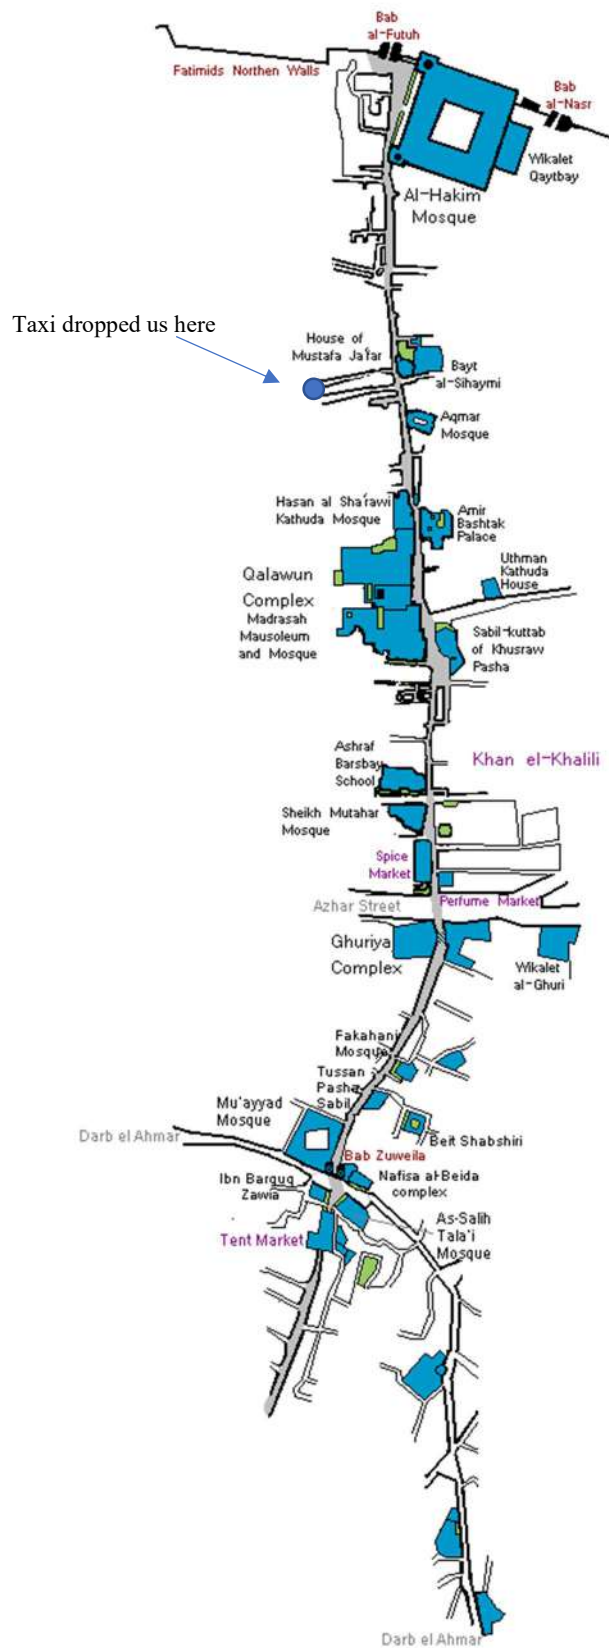 Bab
al-Futuh
Fatimids Northen Walls
Bab
al-Nasr
Wikalet
Qaytbay
Al-Hakim
Mosque
Taxi dropped us here
House of
Mustafa Ja'far
Bayt
al-Sihaymi
Aqmar
Mosque
Hasan al Sha'rawi
Kathuda Mosque
Amir
Bashtak
Palace
Uthman
Kathuda
House
Qalawun
Complex
Madrasah
Mausoleum
and Mosque
Sabil-kuttab
of Khusraw
Pasha
Ashraf
Barsbay
School
Khan el-Khalili
Sheikh Mutahar
Mosque
Spice
Market
Azhar Street
Perfume Market
Ghuriya
Complex
Wikalet
al-Ghuri
Fakahani
Mosque
Tussan
Pasha
Sabil
Mu'ayyad
Mosque
Beit Shabshiri
Darb el Ahmar
Bab Zuweila
Ibn Barquq
Zawia
Nafisa al-Beida
complex
As-Salih
Tala'i
Mosque
Tent Market
Darb el Ahmar